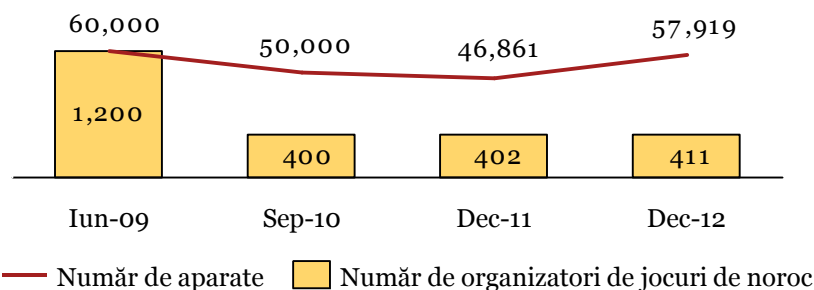 60,000
50,000
46,861
57,919
1,200
400
402
411
Iun-09
Sep-10
Dec-11
Dec-12
Număr de aparate
Număr de organizatori de jocuri de noroc